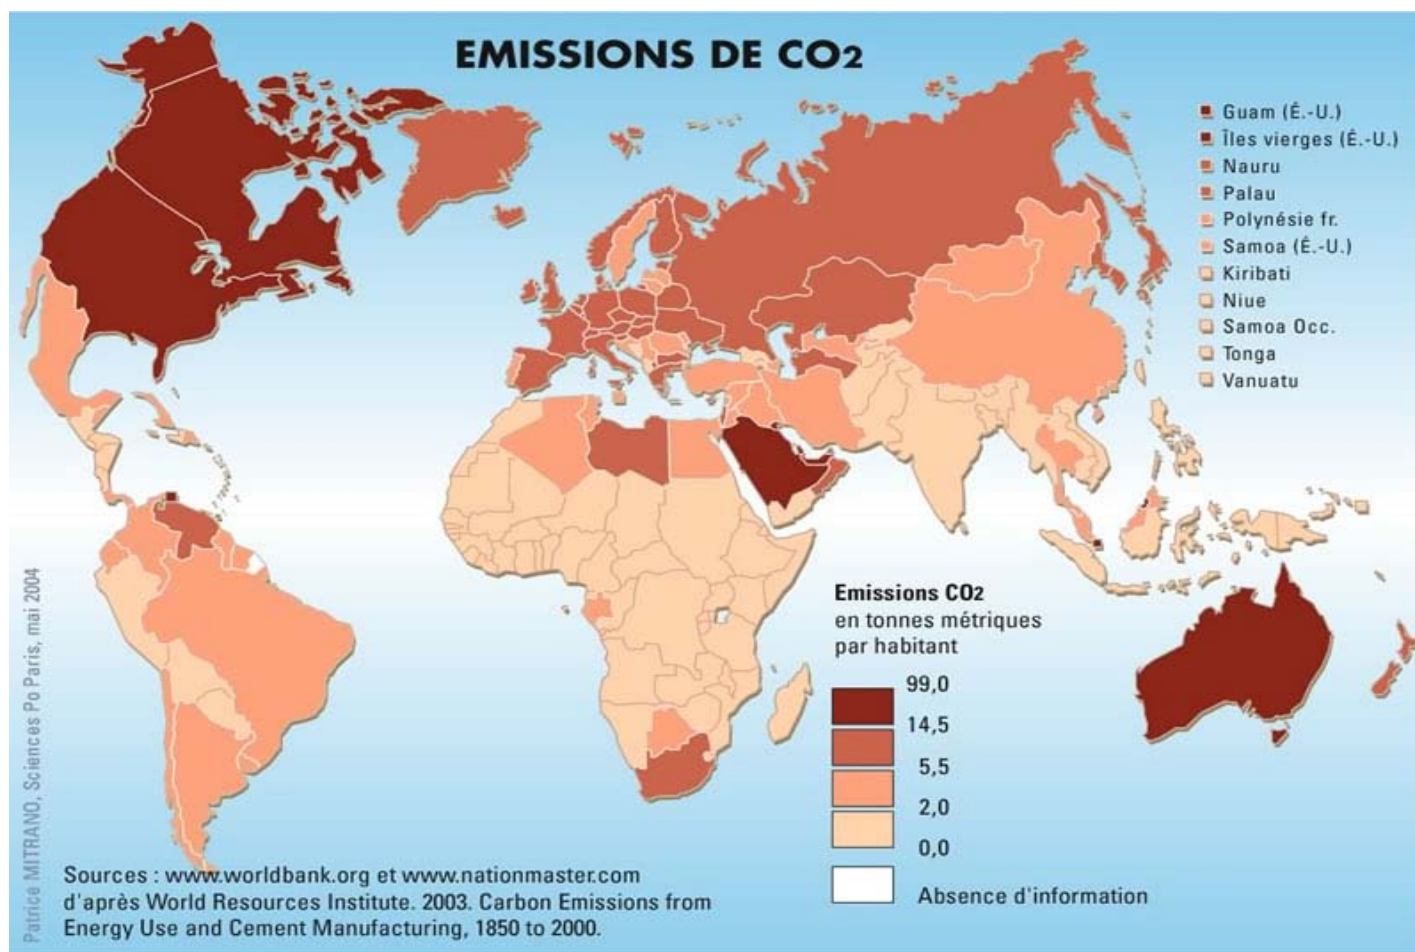 EMISSIONS DE CO2
Guam (É.-U.)
Îles vierges (É.-U.)
Nauru
Palau
Polynésie fr.
Samoa (É.-U.)
Kiribati
Niue
Samoa Occ.
Tonga
Vanuatu
Emissions CO2
en tonnes métriques
par habitant
99,0
14,5
5,5
2,0
0,0
Absence d'information
Patrice MITRANO, Sciences Po Paris, mai 2004
Sources : www.worldbank.org et www.nationmaster.com
d'après World Resources Institute. 2003. Carbon Emissions from
Energy Use and Cement Manufacturing, 1850 to 2000.